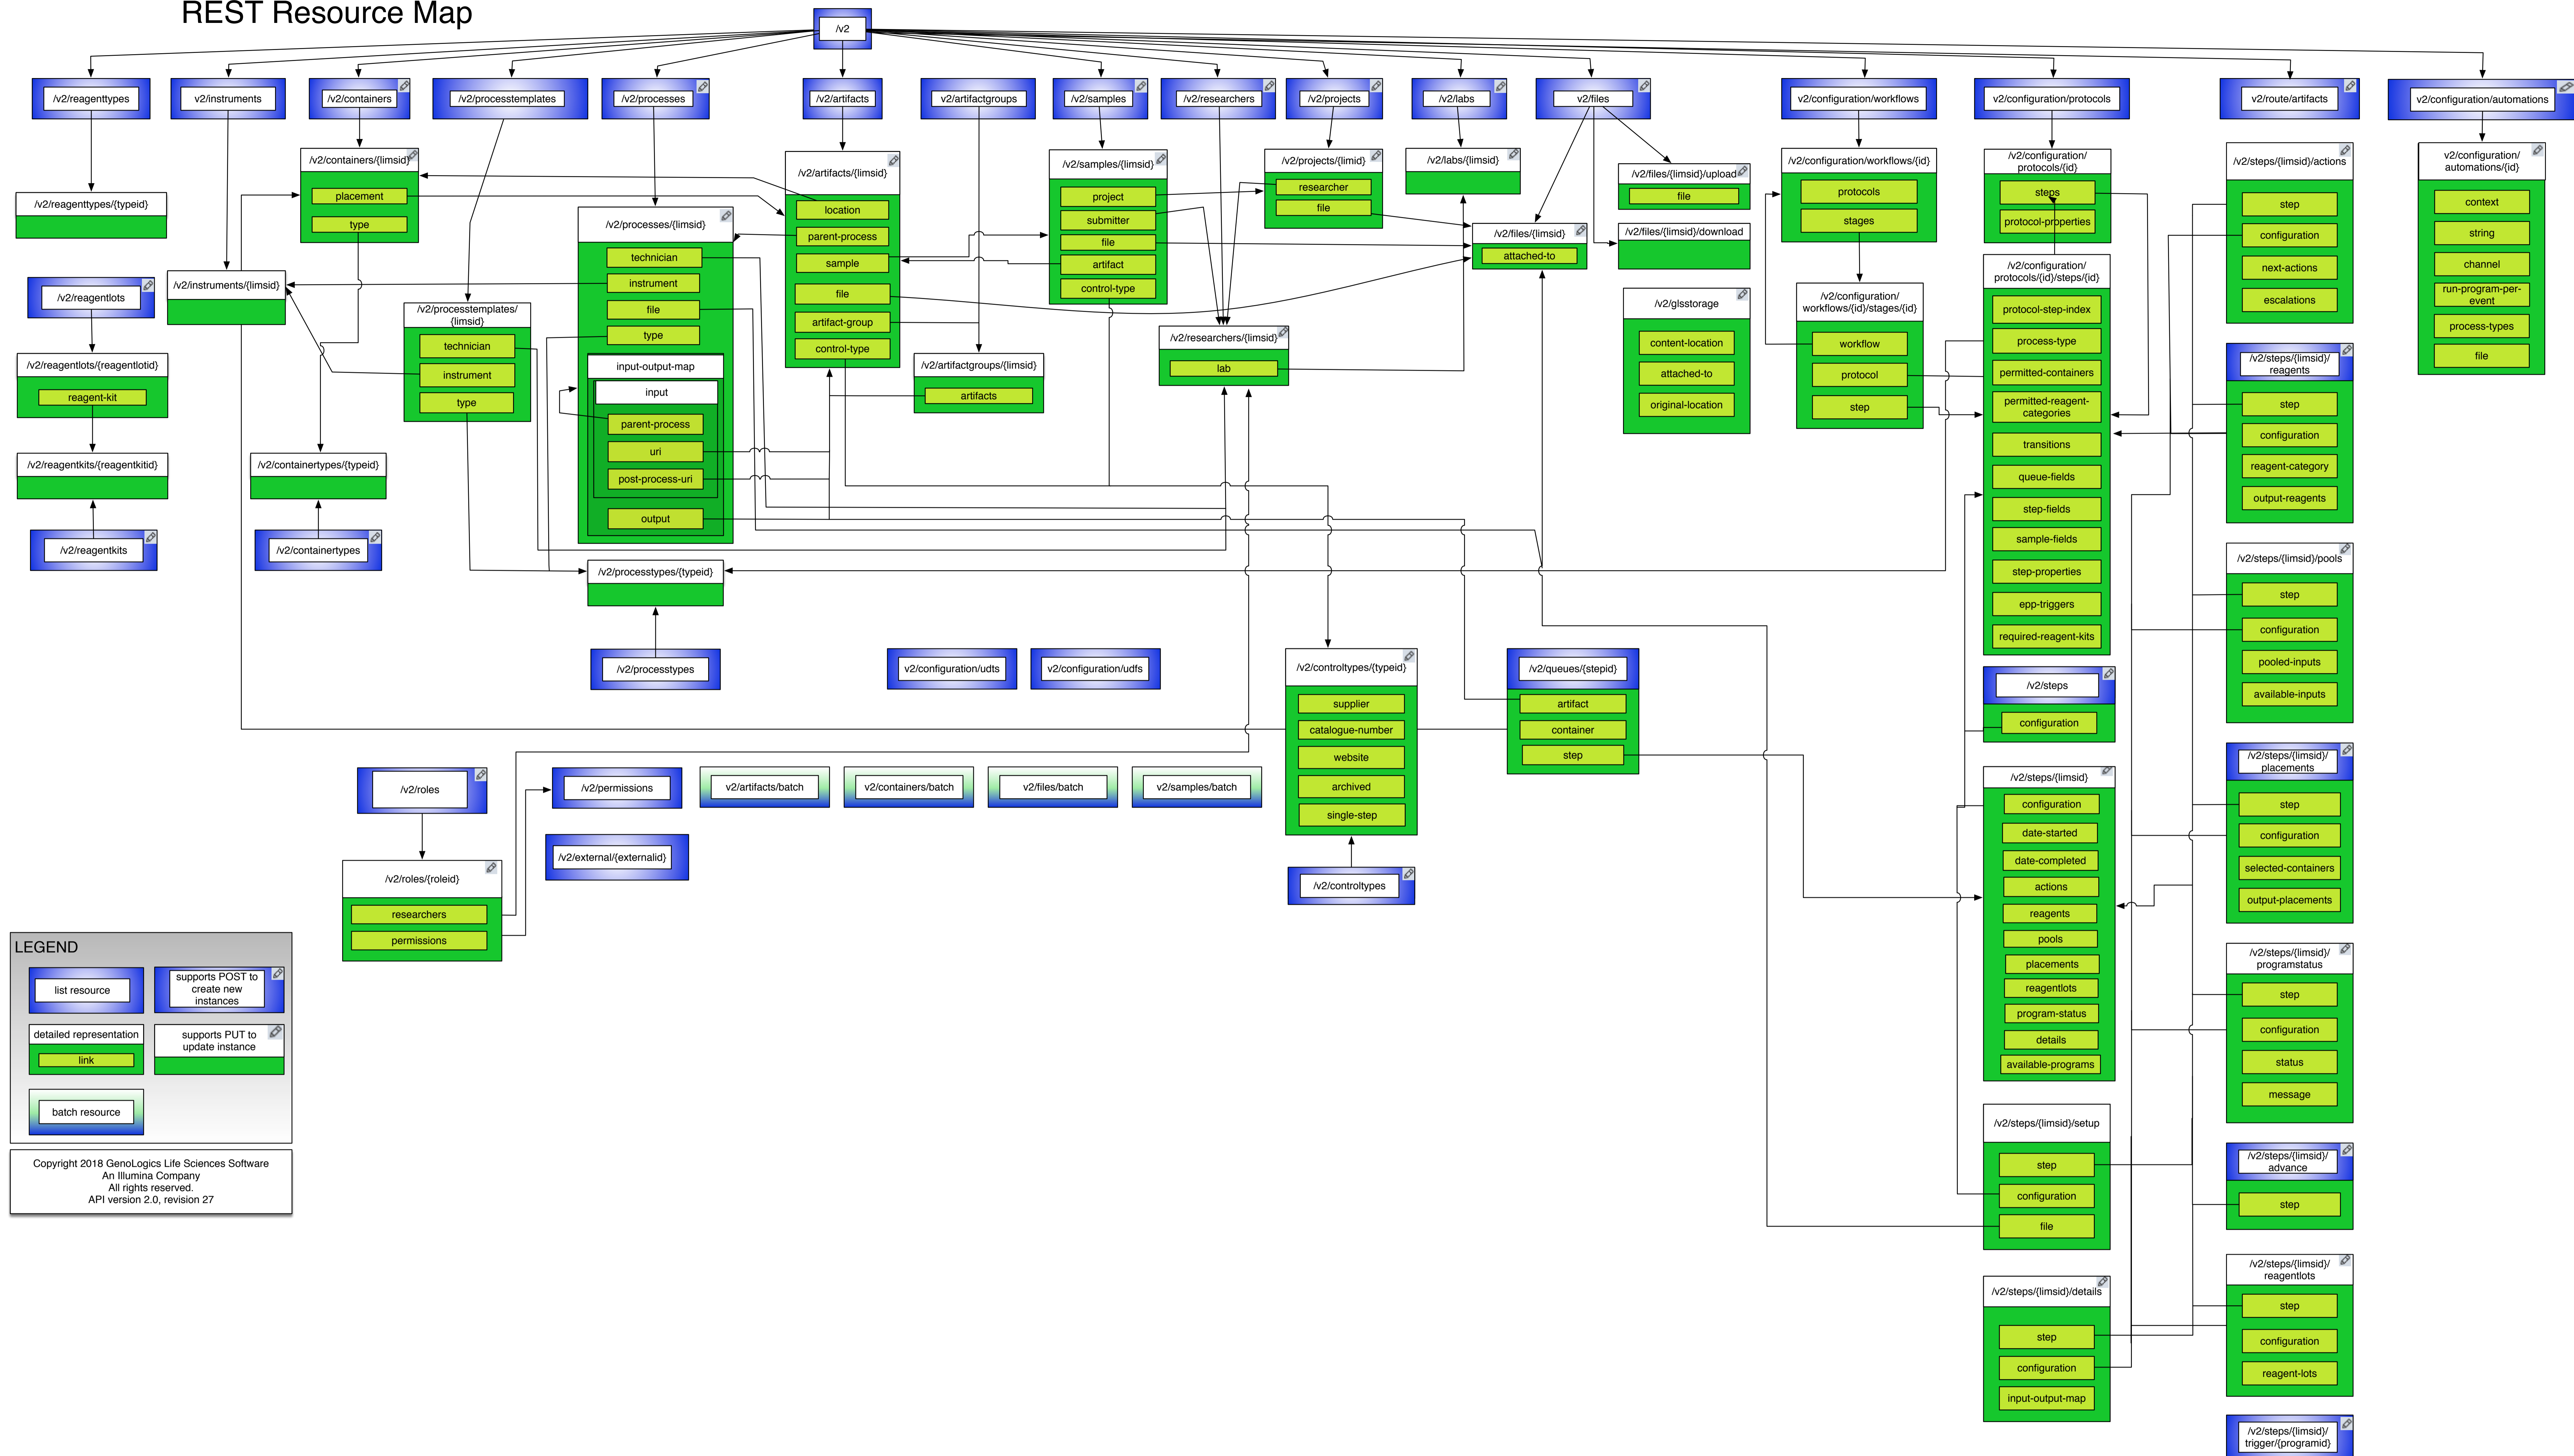 REST Resource Map
/v2
/v2/reagenttypes
v2/instruments
/v2/containers
/v2/processtemplates
/v2/processes
/v2/artifacts
v2/artifactgroups
/v2/samples
/v2/researchers
/v2/projects
/v2/labs
v2/files
v2/configuration/workflows
v2/configuration/protocols
v2/route/artifacts
v2/configuration/automations
/v2/reagenttypes/{typeid}
/v2/reagentlots
/v2/reagentlots/{reagentlotid}
reagent-kit
/v2/reagentkits/{reagentkitid}
/v2/reagentkits
/v2/instruments/{limsid}
/v2/containers/{limsid}
placement
type
/v2/containertypes/{typeid}
/v2/containertypes
/v2/processtemplates/
{limsid}
technician
instrument
type
/v2/processes/{limsid}
technician
instrument
file
type
input-output-map
input
parent-process
uri
post-process-uri
output
/v2/processtypes/{typeid}
/v2/processtypes
/v2/artifacts/{limsid}
location
parent-process
sample
file
artifact-group
control-type
/v2/artifactgroups/{limsid}
artifacts
/v2/samples/{limsid}
project
submitter
file
artifact
control-type
/v2/researchers/{limsid}
lab
/v2/projects/{limid}
researcher
file
/v2/labs/{limsid}
/v2/files/{limsid}
attached-to
/v2/files/{limsid}/upload
file
/v2/files/{limsid}/download
/v2/glsstorage
content-location
attached-to
original-location
/v2/configuration/workflows/{id}
protocols
stages
/v2/configuration/
workflows/{id}/stages/{id}
workflow
protocol
step
/v2/configuration/
protocols/{id}
steps
protocol-properties
/v2/configuration/
protocols/{id}/steps/{id}
protocol-step-index
process-type
permitted-containers
permitted-reagent-
categories
transitions
queue-fields
step-fields
sample-fields
step-properties
epp-triggers
required-reagent-kits
/v2/steps
configuration
/v2/steps/{limsid}
configuration
date-started
date-completed
actions
reagents
pools
placements
reagentlots
program-status
details
available-programs
/v2/steps/{limsid}/setup
step
configuration
file
/v2/steps/{limsid}/details
step
configuration
input-output-map
/v2/steps/{limsid}/actions
step
configuration
next-actions
escalations
/v2/steps/{limsid}/
reagents
step
configuration
reagent-category
output-reagents
/v2/steps/{limsid}/pools
step
configuration
pooled-inputs
available-inputs
/v2/steps/{limsid}/
placements
step
configuration
selected-containers
output-placements
/v2/steps/{limsid}/
programstatus
step
configuration
status
message
/v2/steps/{limsid}/
advance
step
/v2/steps/{limsid}/
reagentlots
step
configuration
reagent-lots
/v2/steps/{limsid}/
trigger/{programid}
v2/configuration/
automations/{id}
context
string
channel
run-program-per-
event
process-types
file
v2/configuration/udts
v2/configuration/udfs
/v2/controltypes/{typeid}
supplier
catalogue-number
website
archived
single-step
/v2/controltypes
/v2/queues/{stepid}
artifact
container
step
/v2/roles
/v2/roles/{roleid}
researchers
permissions
/v2/permissions
/v2/external/{externalid}
v2/artifacts/batch
v2/containers/batch
v2/files/batch
v2/samples/batch
LEGEND
list resource
supports POST to
create new
instances
detailed representation
link
supports PUT to
update instance
batch resource
Copyright 2018 GenoLogics Life Sciences Software
An Illumina Company
All rights reserved.
API version 2.0, revision 27